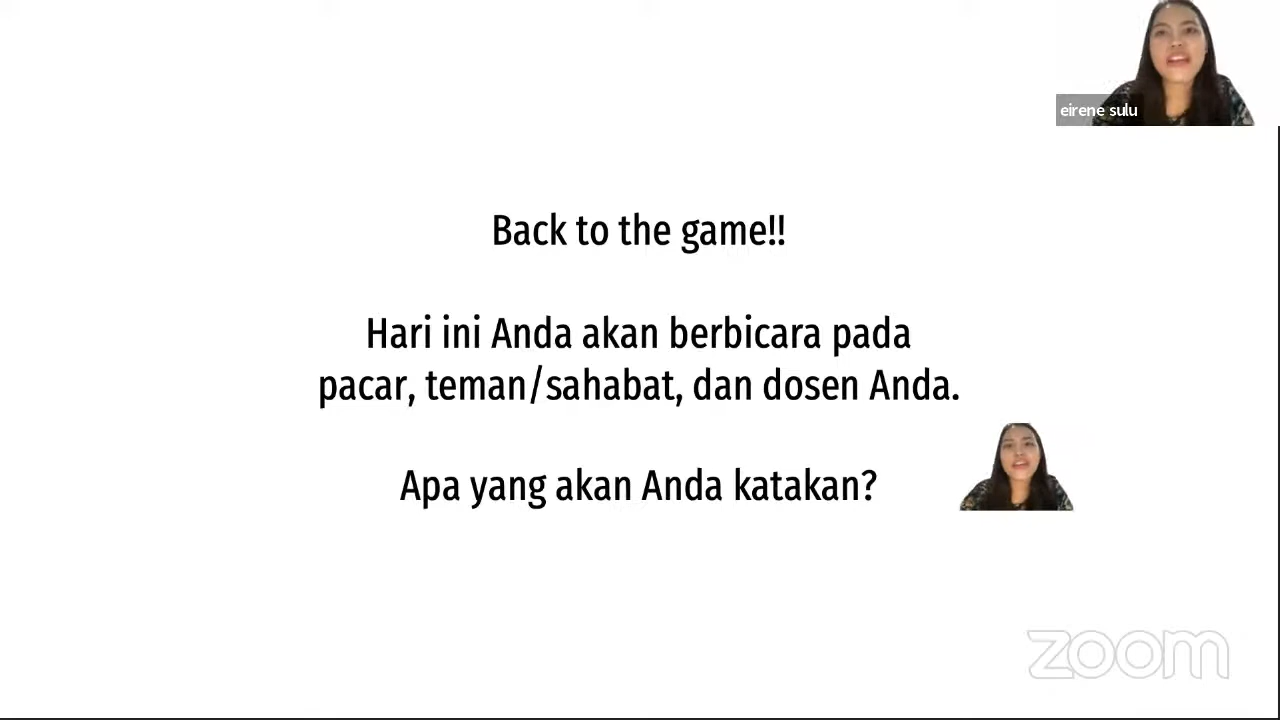 eirene sulu
Back to the game!!
Hari ini Anda akan berbicara pada
pacar, teman/sahabat, dan dosen Anda.
Apa yang akan Anda katakan?
zoom